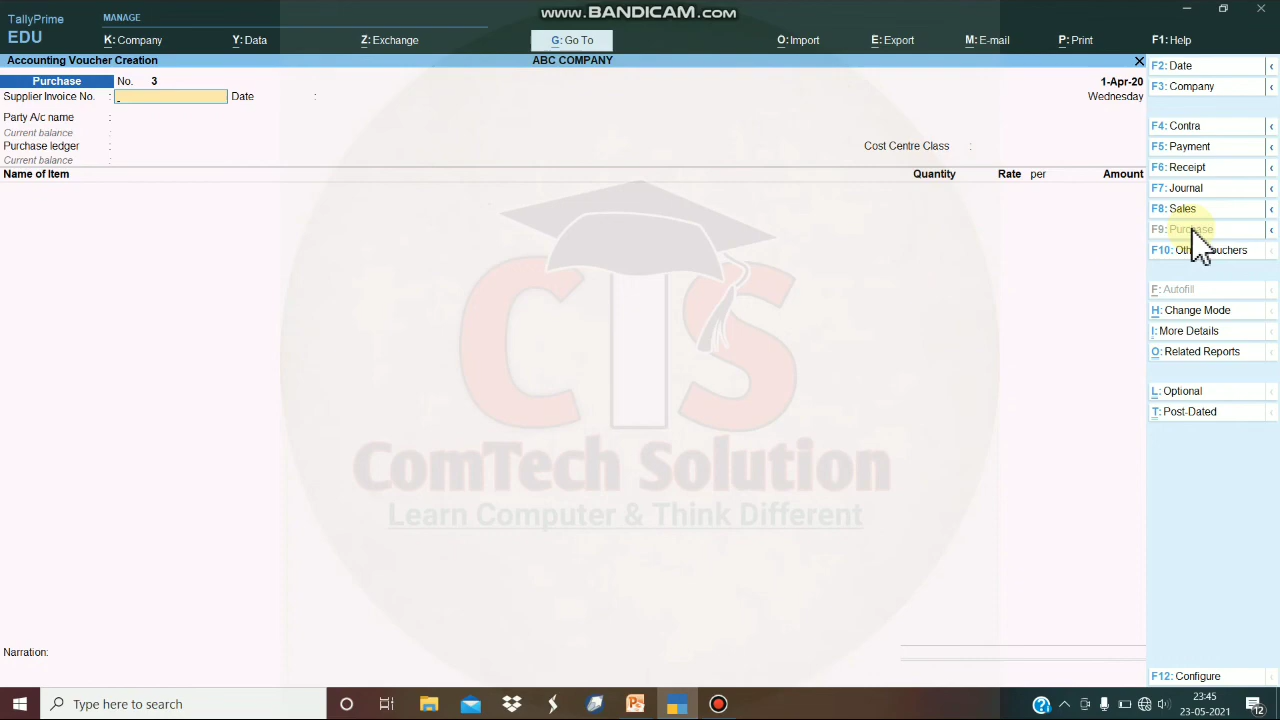 www.BANDICAM.com
TallyPrime
EDU
MANAGE
K: Company
Y: Data
Z: Exchange
G: Go To
O: Import
E: Export
M: E-mail
P: Print
F1: Help
Accounting Voucher Creation
ABC COMPANY
Purchase No. 3
1-Apr-20
Supplier Invoice No. :
Date :
Wednesday
Party A/c name :
Current balance :
Purchase ledger :
Cost Centre Class :
Current balance :
Name of Item
Quantity
Rate per
Amount
F2: Date
F3: Company
F4: Contra
F5: Payment
F6: Receipt
F7: Journal
F8: Sales
F9: Purchase
F10:
F: Autofill
H: Change Mode
I: More Details
O: Related Reports
L: Optional
T: Post-Dated
CTS
ComTech Solution
Learn Computer & Think Different
Narration:
F12: Configure
Type here to search
23:45
23-05-2021